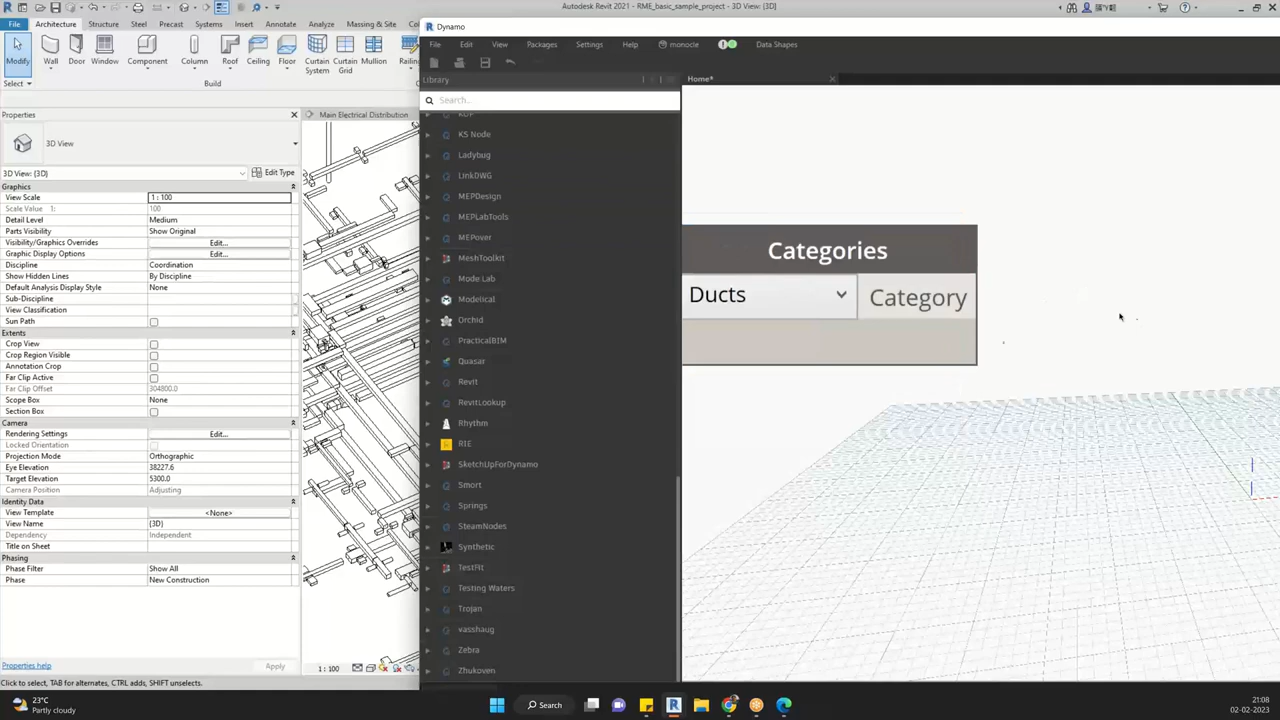 Autodesk Revit 2021 - RME_basic_sample_project - 3D View: {3D}
File
Architecture
Structure
Steel
Precast
Systems
Insert
Annotate
Analyze
Massing & Site
Modify
Wall
Door
Window
Component
Column
Roof
Ceiling
Floor
Curtain
System
Curtain
Grid
Mullion
Railing
Select
Build
Properties
3D View
3D View: {3D}
Edit Type
Graphics
View Scale
1 : 100
Scale Value 1:
100
Detail Level
Medium
Parts Visibility
Show Original
Visibility/Graphics Overrides
Edit...
Graphic Display Options
Edit...
Discipline
Coordination
Show Hidden Lines
By Discipline
Default Analysis Display Style
None
Sub-Discipline
View Classification
Sun Path
Extents
Crop View
Crop Region Visible
Annotation Crop
Far Clip Active
Far Clip Offset
304800.0
Scope Box
None
Section Box
Camera
Rendering Settings
Edit...
Locked Orientation
Projection Mode
Orthographic
Eye Elevation
38227.6
Target Elevation
5300.0
Camera Position
Adjusting
Identity Data
View Template
<None>
View Name
{3D}
Dependency
Independent
Title on Sheet
Phasing
Phase Filter
Show All
Phase
New Construction
Properties help
Apply
Main Electrical Distribution
1 : 100
Click to select, TAB for alternates, CTRL adds, SHIFT unselects.
Dynamo
File
Edit
View
Packages
Settings
Help
monocle
Data Shapes
Library
Home*
Search...
KS Node
Ladybug
LinkDWG
MEPDesign
MEPLabTools
MEPover
MeshToolkit
Mode Lab
Modelical
Orchid
PracticalBIM
Quasar
Revit
RevitLookup
Rhythm
RIE
SketchUpForDynamo
Smort
Springs
SteamNodes
Synthetic
TestFit
Testing Waters
Trojan
vasshaug
Zebra
Zhukoven
Categories
Ducts
Category
23°C
Partly cloudy
Search
21:08
02-02-2023